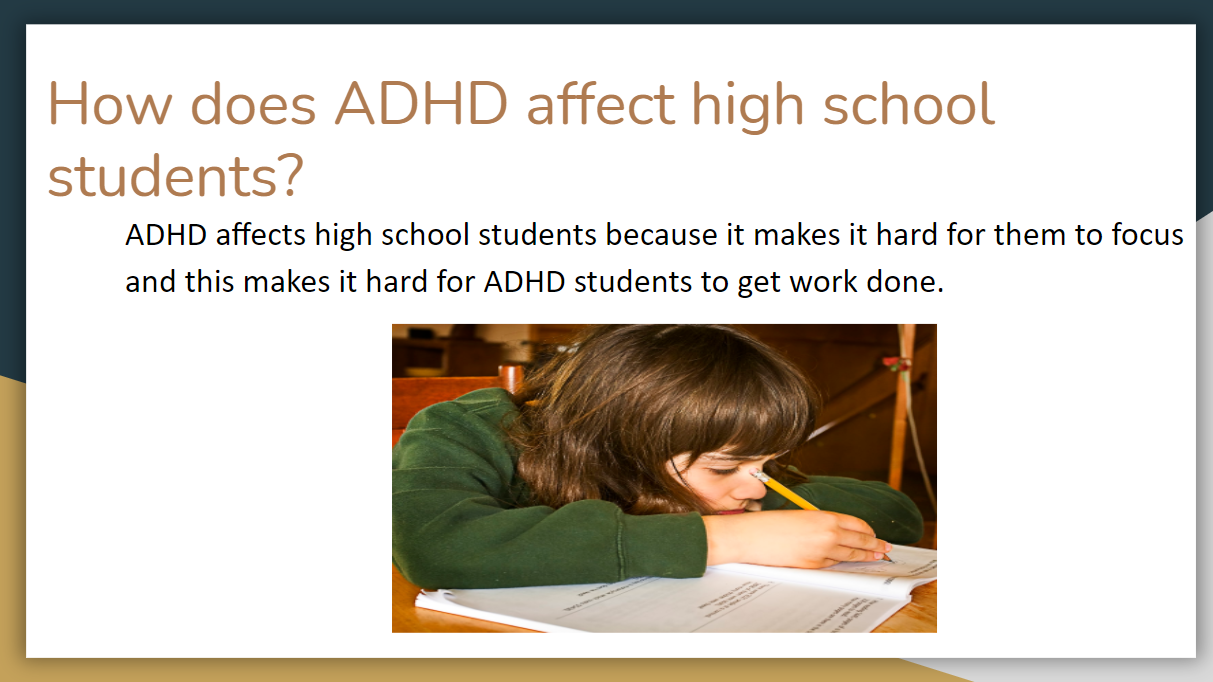 How does ADHD affect high school
students?
ADHD affects high school students because it makes it hard for them to focus
and this makes it hard for ADHD students to get work done.